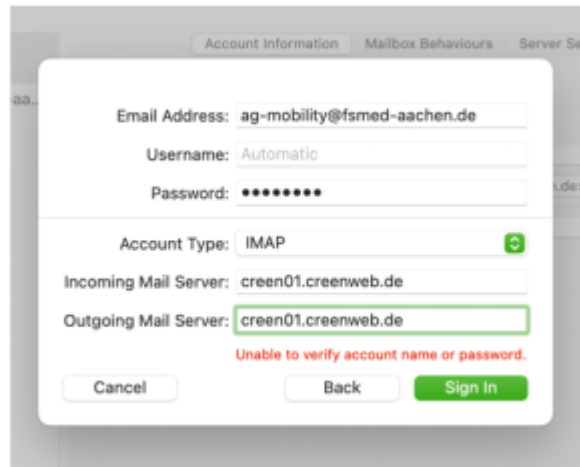 Account Information Mailbox Behaviours Server Se
aa..
Email Address: ag-mobility@fsmed-aachen.de
Username: Automatic
Password: ••••••••
n.de
Account Type: IMAP
Incoming Mail Server: creen01.creenweb.de
Outgoing Mail Server: creen01.creenweb.de
Unable to verify account name or password.
Cancel Back Sign In